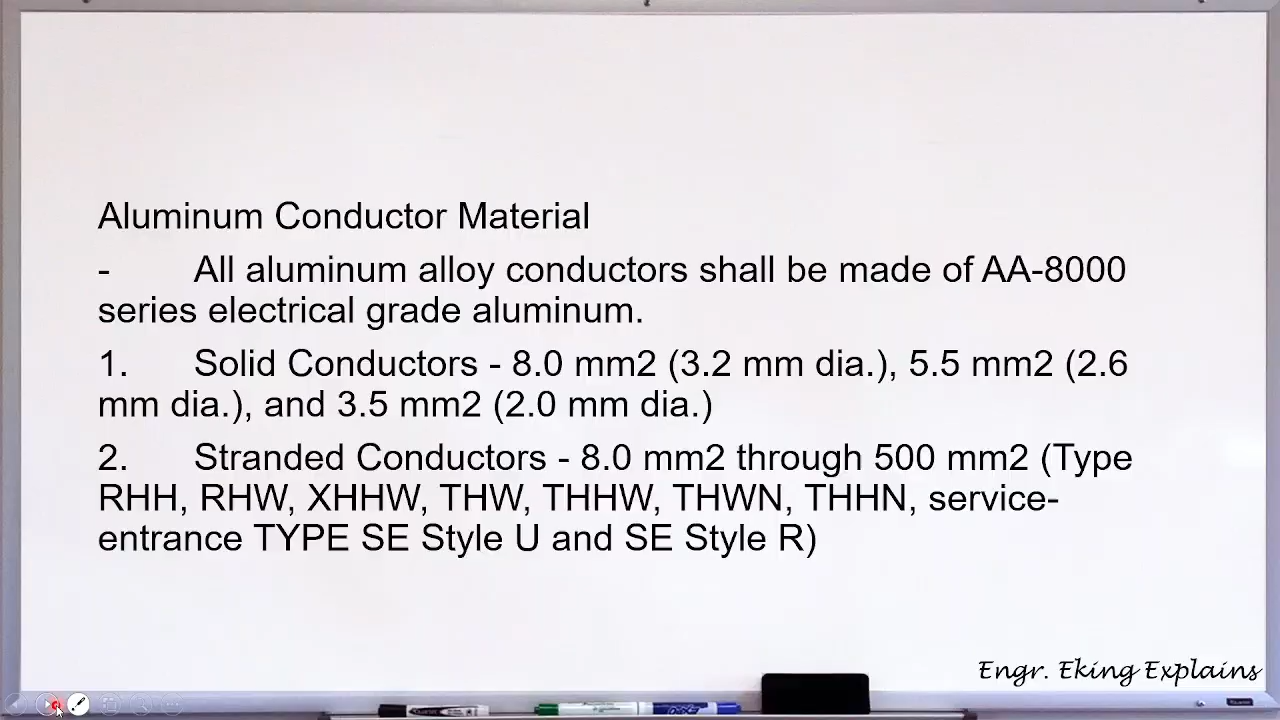 Aluminum Conductor Material
- All aluminum alloy conductors shall be made of AA-8000
series electrical grade aluminum.
1. Solid Conductors - 8.0 mm2 (3.2 mm dia.), 5.5 mm2 (2.6
mm dia.), and 3.5 mm2 (2.0 mm dia.)
2. Stranded Conductors - 8.0 mm2 through 500 mm2 (Type
RHH, RHW, XHHW, THW, THHW, THWN, THHN, service-
entrance TYPE SE Style U and SE Style R)
Engr. Eking Explains